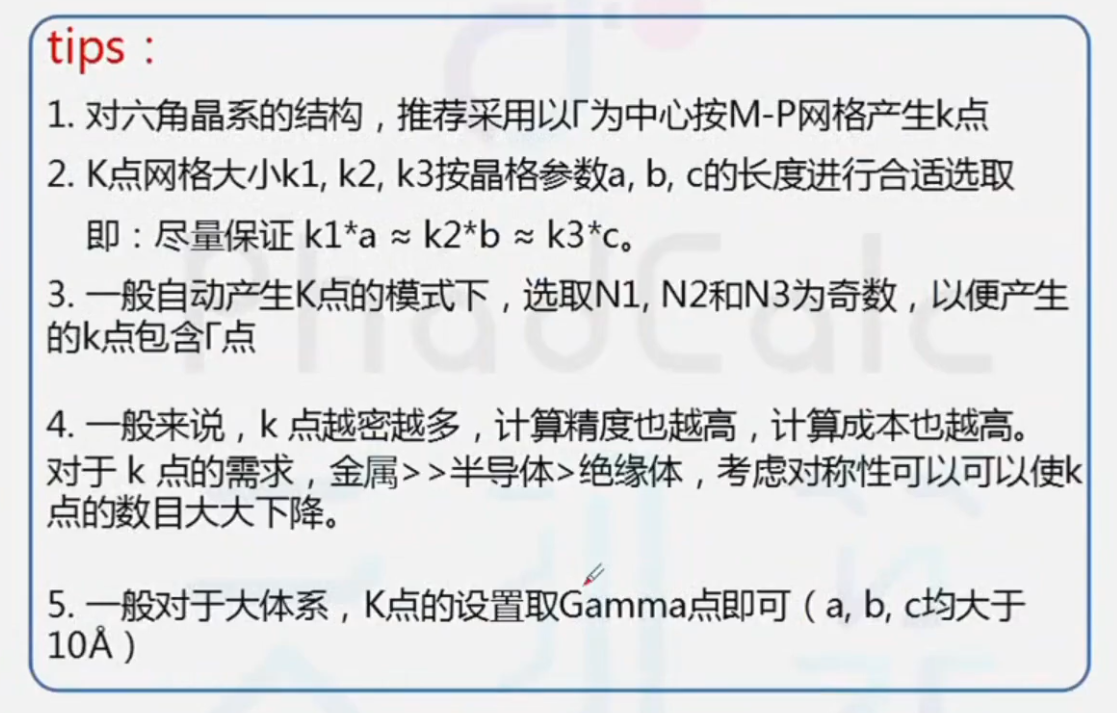 tips：
1. 对六角晶系的结构，推荐采用以Γ为中心按M-P网格产生k点
2. K点网格大小k1, k2, k3按晶格参数a, b, c的长度进行合适选取
即：尽量保证 k1*a ≈ k2*b ≈ k3*c。
3. 一般自动产生K点的模式下，选取N1, N2和N3为奇数，以便产生
的k点包含Γ点
4. 一般来说，k 点越密越多，计算精度也越高，计算成本也越高。
对于 k 点的需求，金属>>半导体>绝缘体，考虑对称性可以可以使k
点的数目大大下降。
5. 一般对于大体系，K点的设置取Gamma点即可（a, b, c均大于
10Å）
PhadCalc